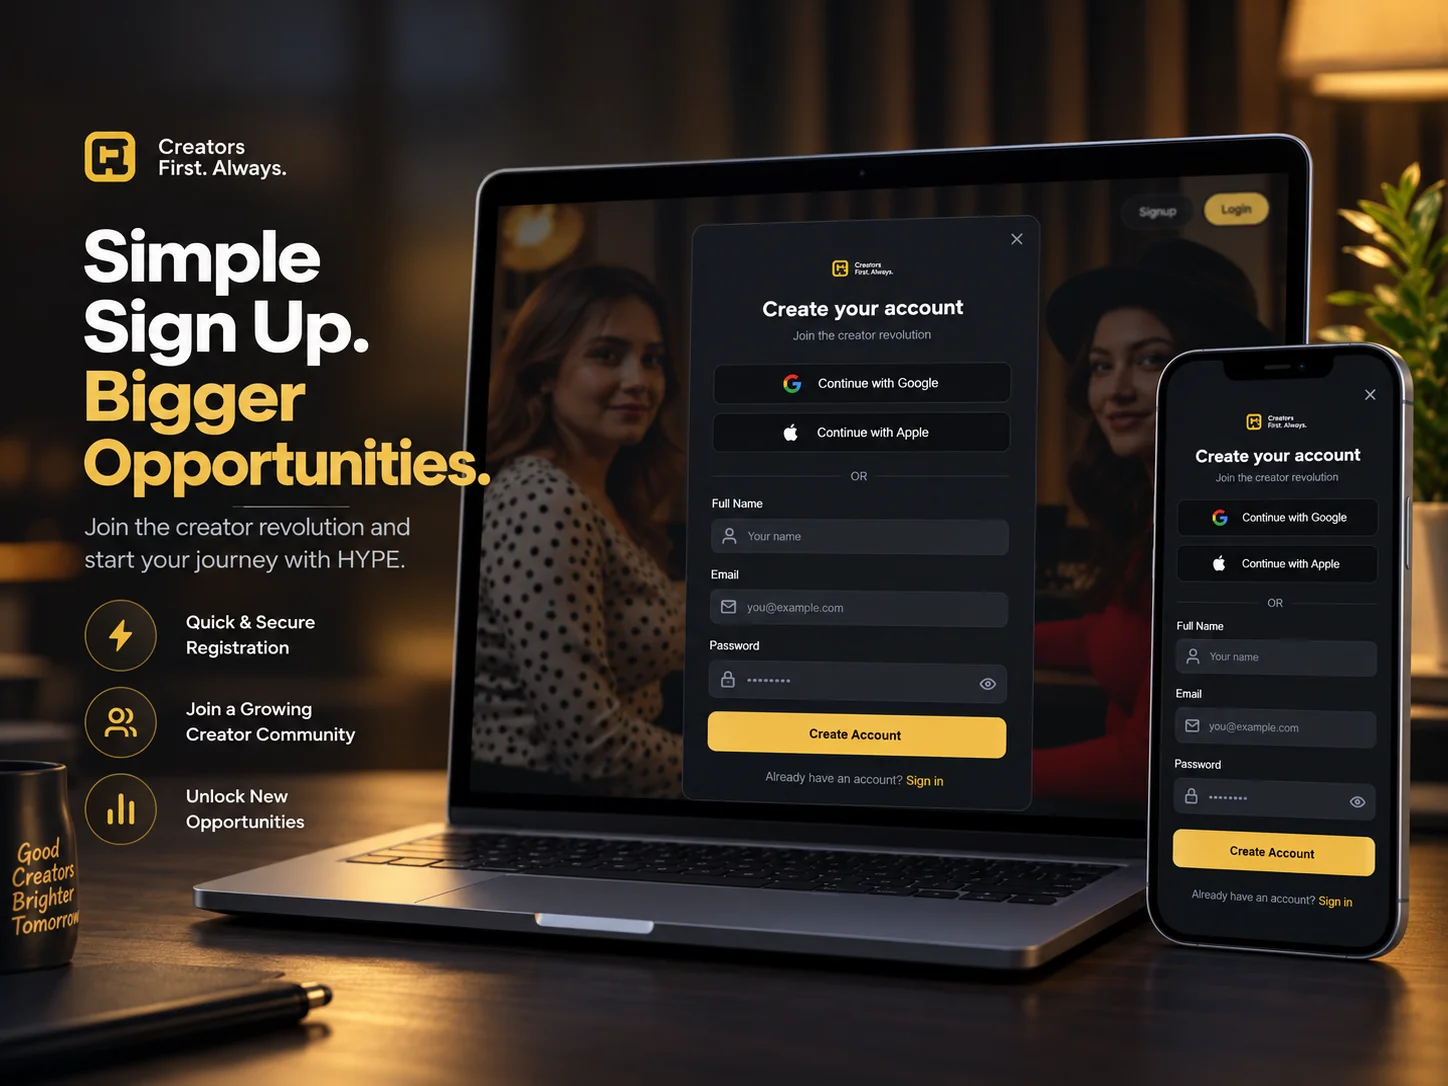 Creators
First. Always.
Simple
Sign Up.
Bigger
Opportunities.
Join the creator revolution and
start your journey with HYPE.
Quick & Secure
Registration
Join a Growing
Creator Community
Unlock New
Opportunities
Good
Creators
Brighter
Tomorrow
Signup
Login
Creators
First. Always.
Create your account
Join the creator revolution
Continue with Google
Continue with Apple
OR
Full Name
Your name
Email
you@example.com
Password
Create Account
Already have an account? Sign in
Creators
First. Always.
Create your account
Join the creator revolution
Continue with Google
Continue with Apple
OR
Full Name
Your name
Email
you@example.com
Password
Create Account
Already have an account? Sign in